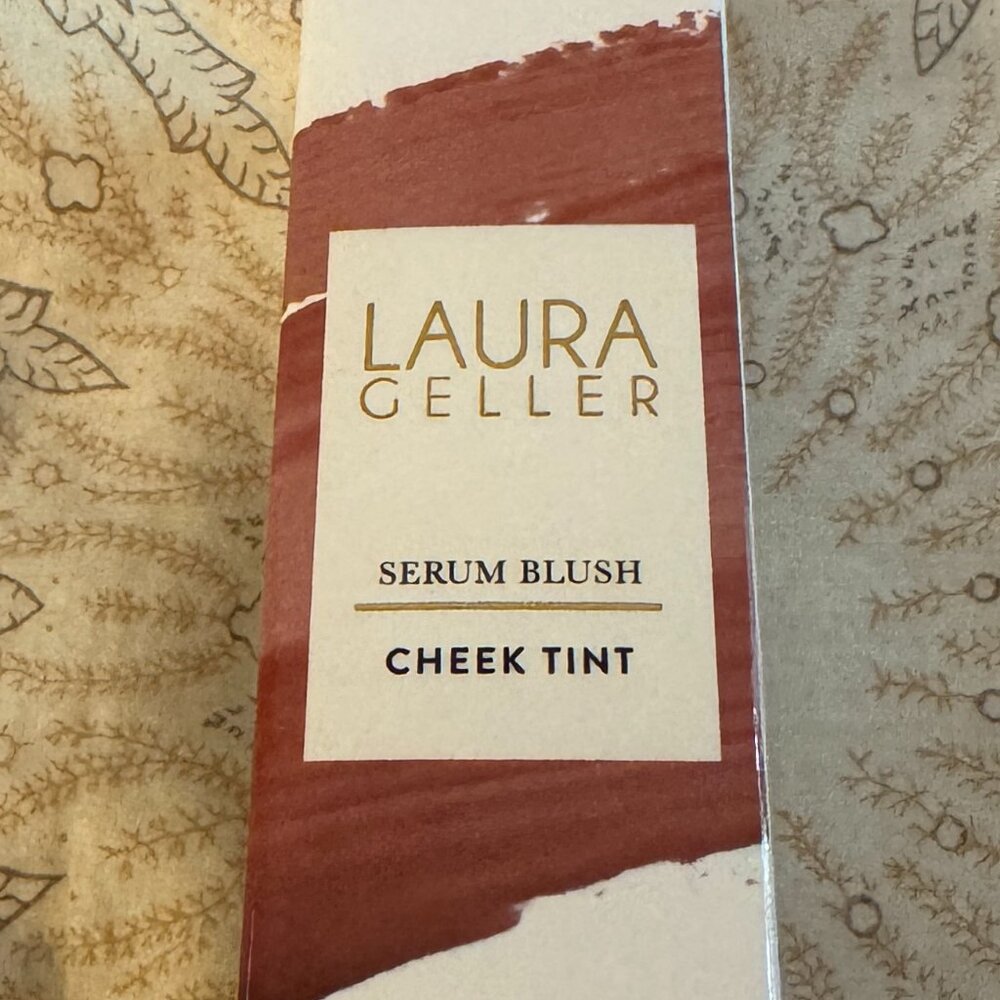 LAURA
GELLER
SERUM BLUSH
CHEEK TINT